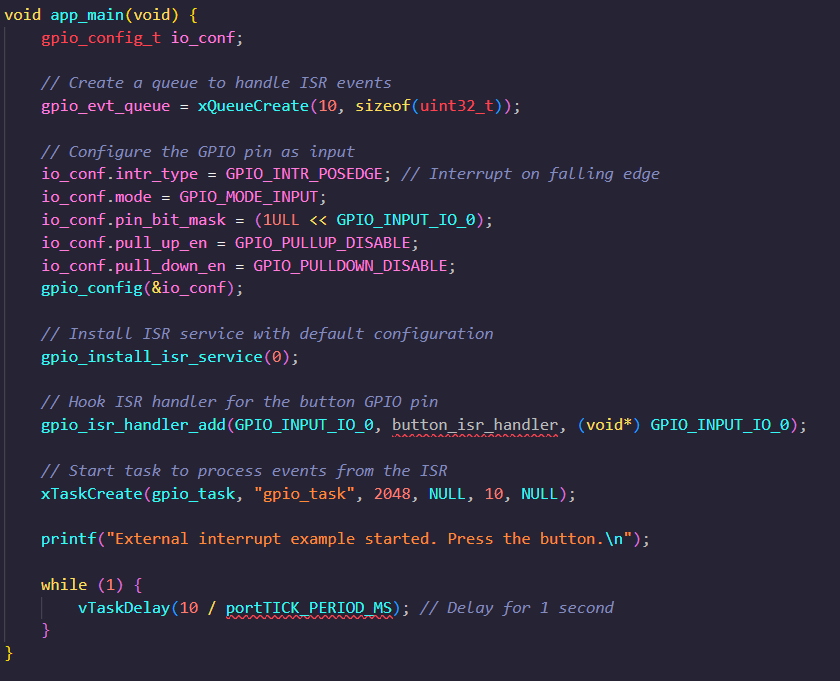 void app_main(void) {
    gpio_config_t io_conf;

    // Create a queue to handle ISR events
    gpio_evt_queue = xQueueCreate(10, sizeof(uint32_t));

    // Configure the GPIO pin as input
    io_conf.intr_type = GPIO_INTR_POSEDGE; // Interrupt on falling edge
    io_conf.mode = GPIO_MODE_INPUT;
    io_conf.pin_bit_mask = (1ULL << GPIO_INPUT_IO_0);
    io_conf.pull_up_en = GPIO_PULLUP_DISABLE;
    io_conf.pull_down_en = GPIO_PULLDOWN_DISABLE;
    gpio_config(&io_conf);

    // Install ISR service with default configuration
    gpio_install_isr_service(0);

    // Hook ISR handler for the button GPIO pin
    gpio_isr_handler_add(GPIO_INPUT_IO_0, button_isr_handler, (void*) GPIO_INPUT_IO_0);

    // Start task to process events from the ISR
    xTaskCreate(gpio_task, "gpio_task", 2048, NULL, 10, NULL);

    printf("External interrupt example started. Press the button.\n");

    while (1) {
        vTaskDelay(10 / portTICK_PERIOD_MS); // Delay for 1 second
    }
}